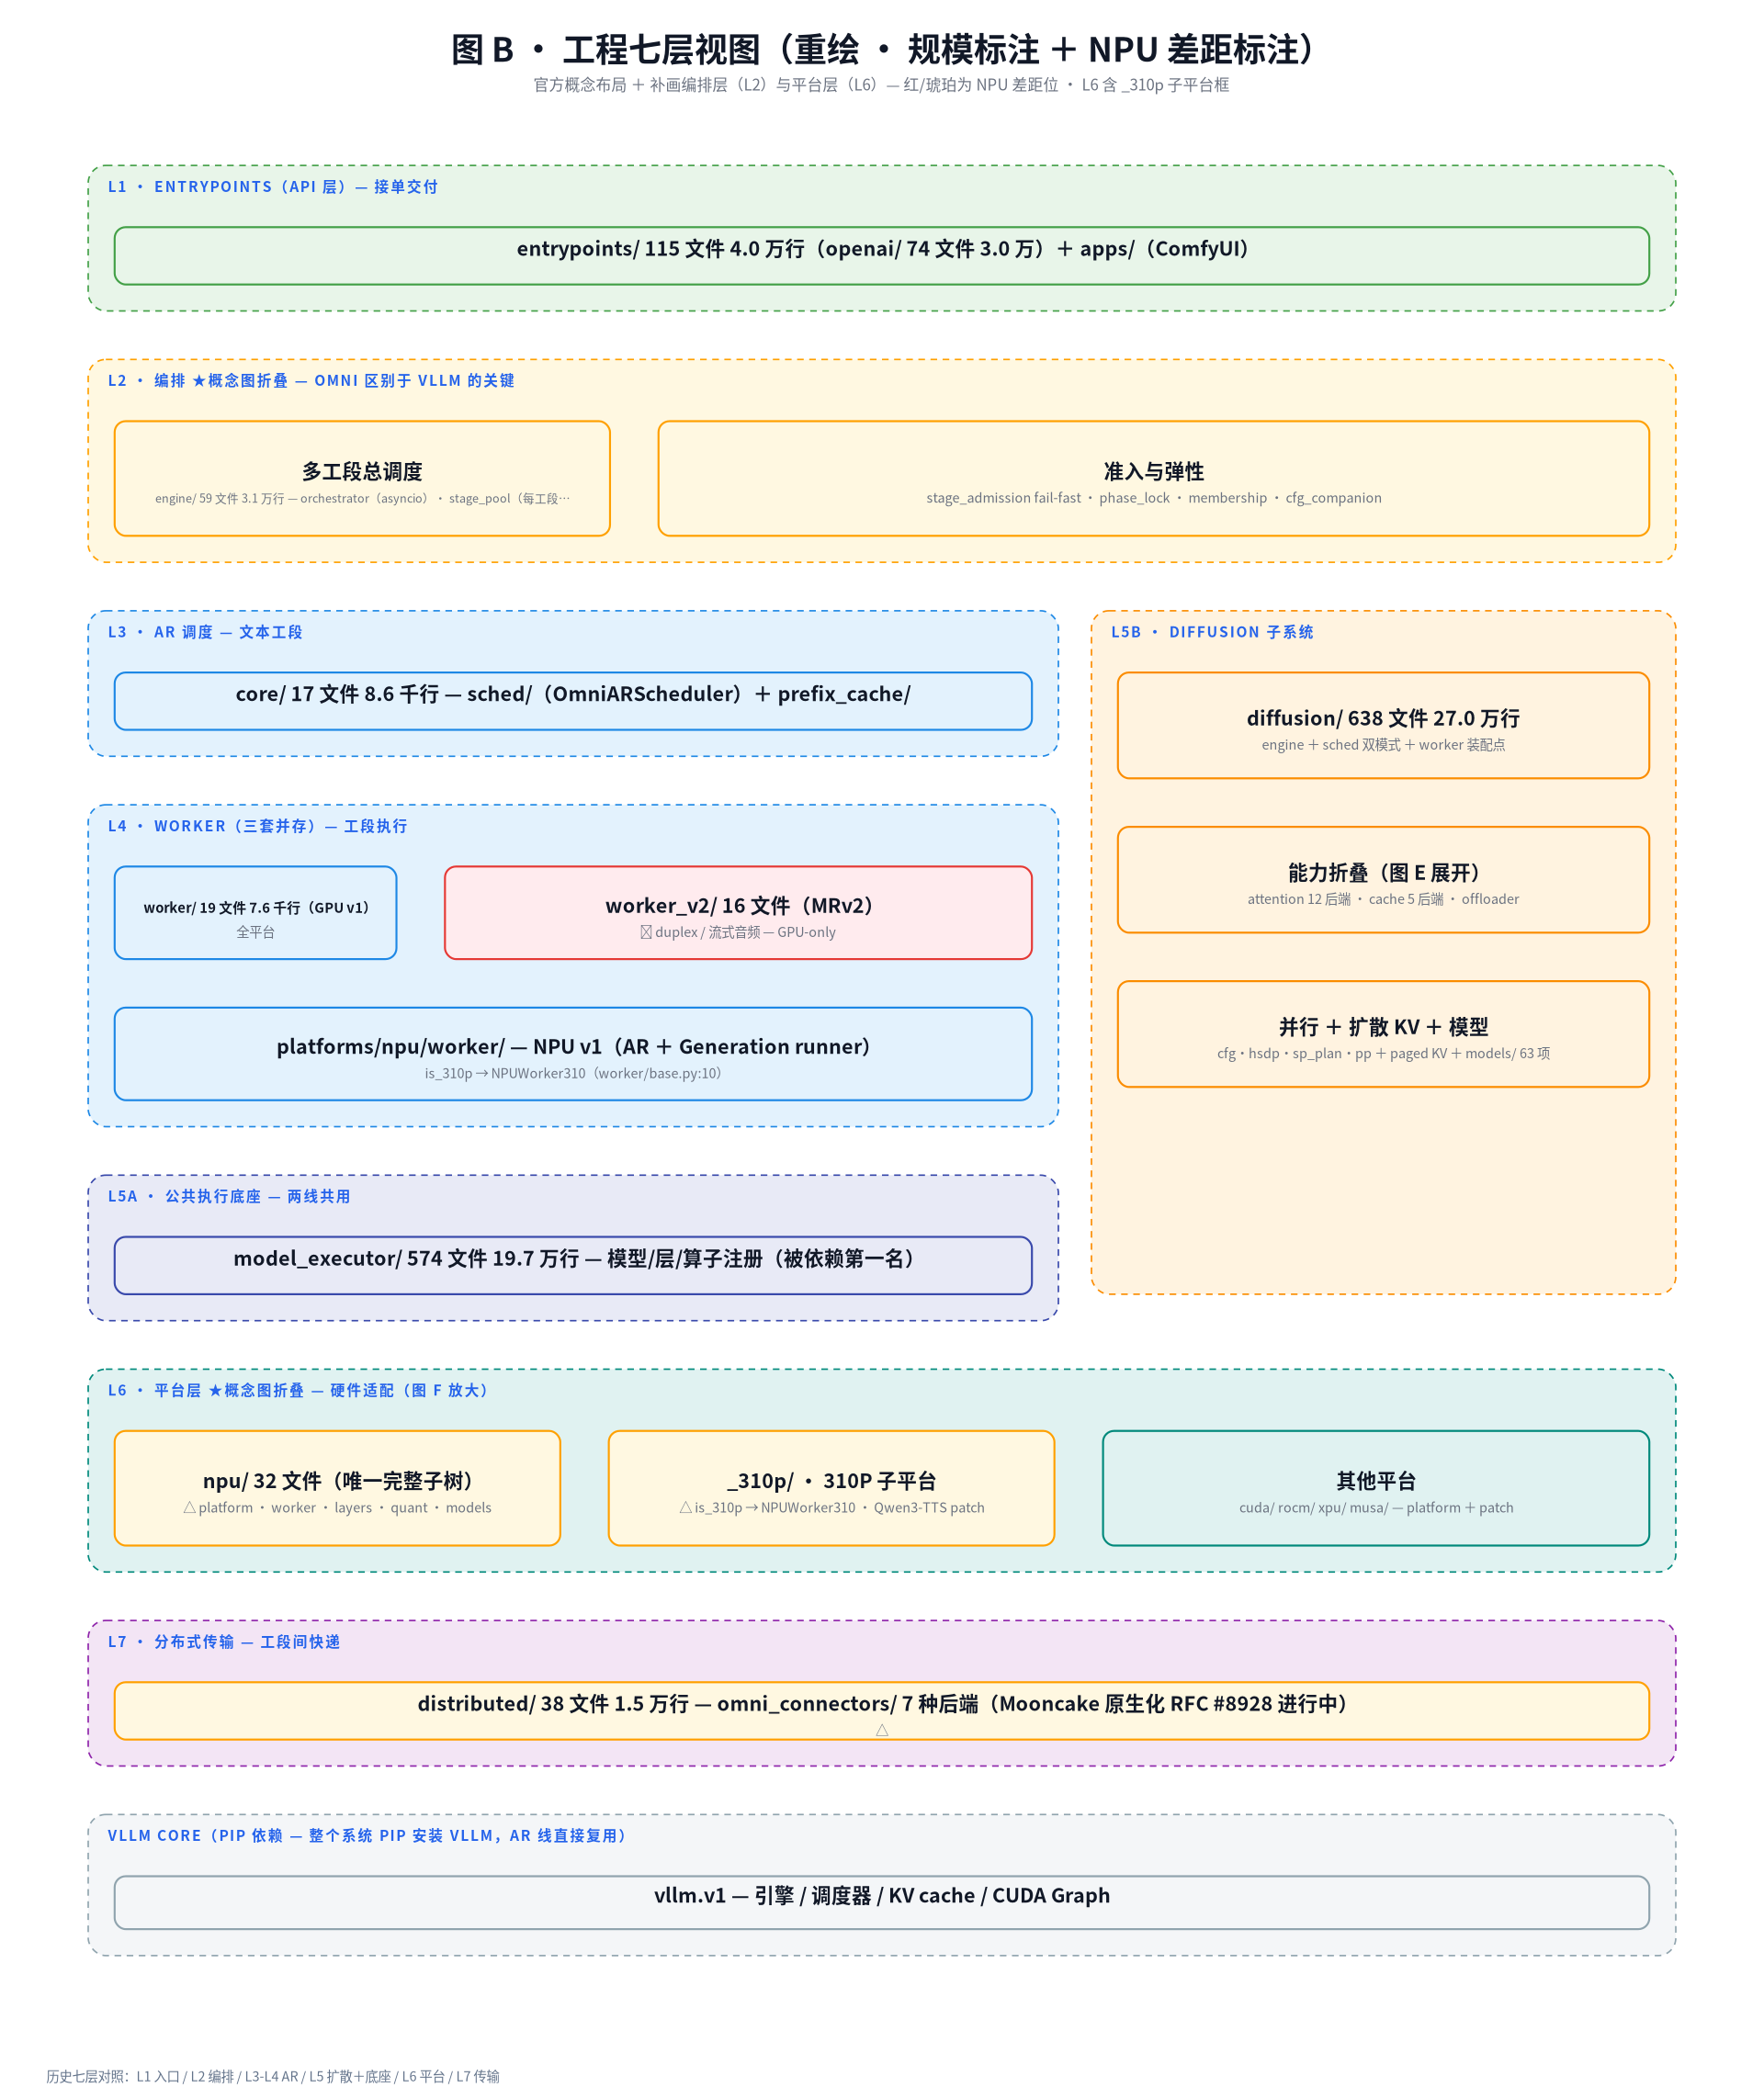 图 B · 工程七层视图（重绘 · 规模标注 ＋ NPU 差距标注）
官方概念布局 ＋ 补画编排层（L2）与平台层（L6）— 红/琥珀为 NPU 差距位 · L6 含 _310p 子平台框
L1 · ENTRYPOINTS（API 层）— 接单交付
entrypoints/ 115 文件 4.0 万行（openai/ 74 文件 3.0 万）＋ apps/（ComfyUI）
L2 · 编排 ★概念图折叠 — OMNI 区别于 VLLM 的关键
多工段总调度
engine/ 59 文件 3.1 万行 — orchestrator（asyncio） · stage_pool（每工段…
准入与弹性
stage_admission fail-fast · phase_lock · membership · cfg_companion
L3 · AR 调度 — 文本工段
core/ 17 文件 8.6 千行 — sched/（OmniARScheduler）＋ prefix_cache/
L4 · WORKER（三套并存）— 工段执行
worker/ 19 文件 7.6 千行（GPU v1）
全平台
worker_v2/ 16 文件（MRv2）
duplex / 流式音频 — GPU-only
platforms/npu/worker/ — NPU v1（AR ＋ Generation runner）
is_310p → NPUWorker310（worker/base.py:10）
L5A · 公共执行底座 — 两线共用
model_executor/ 574 文件 19.7 万行 — 模型/层/算子注册（被依赖第一名）
L5B · DIFFUSION 子系统
diffusion/ 638 文件 27.0 万行
engine ＋ sched 双模式 ＋ worker 装配点
能力折叠（图 E 展开）
attention 12 后端 · cache 5 后端 · offloader
并行 ＋ 扩散 KV ＋ 模型
cfg · hsdp · sp_plan · pp ＋ paged KV ＋ models/ 63 项
L6 · 平台层 ★概念图折叠 — 硬件适配（图 F 放大）
npu/ 32 文件（唯一完整子树）
△ platform · worker · layers · quant · models
_310p/ · 310P 子平台
△ is_310p → NPUWorker310 · Qwen3-TTS patch
其他平台
cuda/ rocm/ xpu/ musa/ — platform ＋ patch
L7 · 分布式传输 — 工段间快递
distributed/ 38 文件 1.5 万行 — omni_connectors/ 7 种后端（Mooncake 原生化 RFC #8928 进行中）
△
VLLM CORE（PIP 依赖 — 整个系统 PIP 安装 VLLM，AR 线直接复用）
vllm.v1 — 引擎 / 调度器 / KV cache / CUDA Graph
历史七层对照：L1 入口 / L2 编排 / L3-L4 AR / L5 扩散＋底座 / L6 平台 / L7 传输